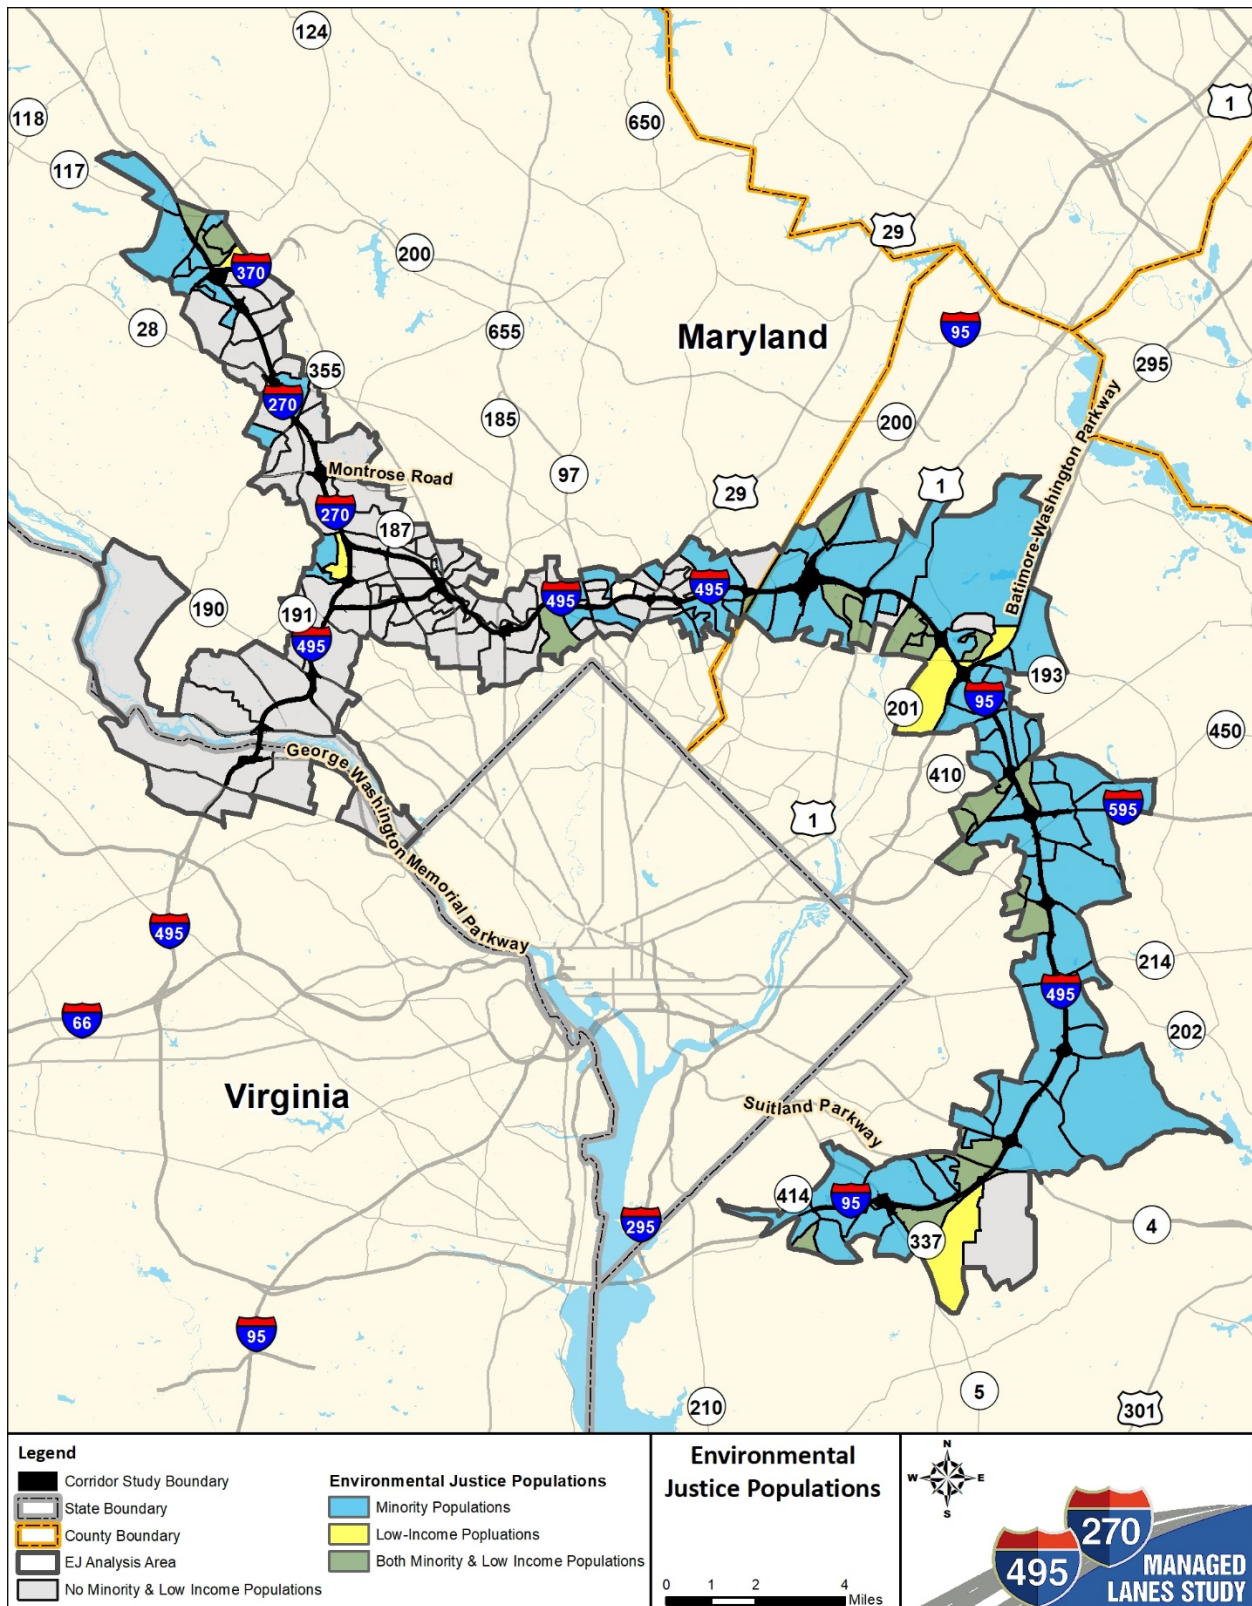 124
118
117
650
1
29
200
370
28
655
Maryland
95
295
355
270
185
200
Montrose Road
97
29
1
Batimore-Washington Parkway
270
187
190
191
495
495
495
193
201
95
450
George Washington Memorial Parkway
410
1
595
495
214
66
495
202
Virginia
Suitland Parkway
414
95
295
337
4
95
5
210
301
Legend
Corridor Study Boundary
State Boundary
County Boundary
EJ Analysis Area
No Minority & Low Income Populations
Environmental Justice Populations
Minority Populations
Low-Income Popluations
Both Minority & Low Income Populations
Environmental
Justice Populations
0 1 2 4
Miles
N
W E
S
270
495
MANAGED
LANES STUDY